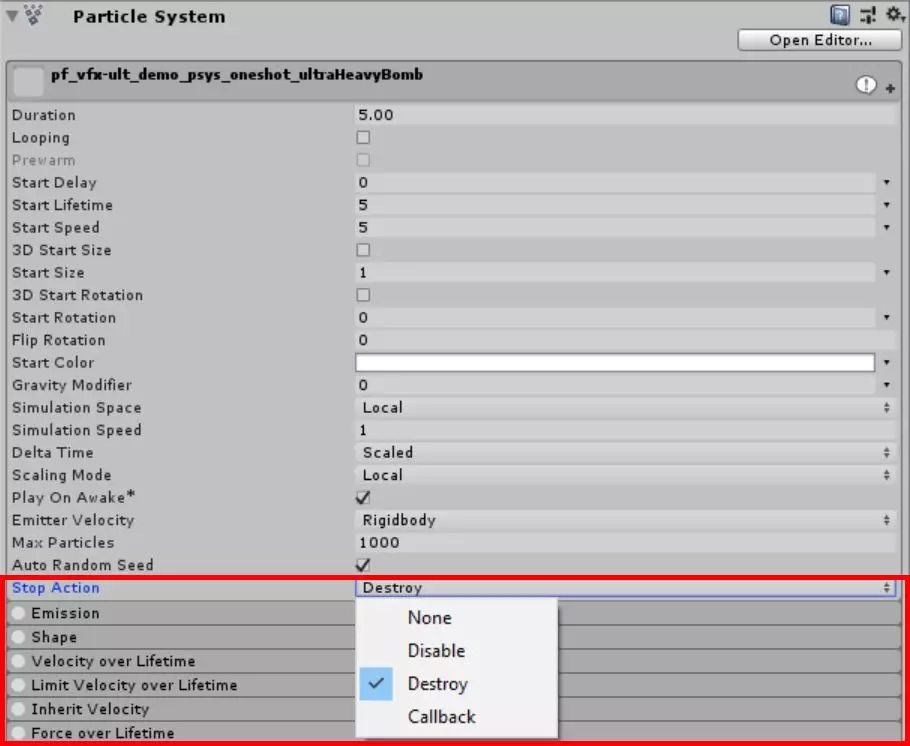 Particle System
Open Editor...
pf_vfx-ult_demo_psys_oneshot_ultraHeavyBomb
Duration 5.00
Looping
Prewarm
Start Delay 0
Start Lifetime 5
Start Speed 5
3D Start Size
Start Size 1
3D Start Rotation
Start Rotation 0
Flip Rotation 0
Start Color
Gravity Modifier 0
Simulation Space Local
Simulation Speed 1
Delta Time Scaled
Scaling Mode Local
Play On Awake*
Emitter Velocity Rigidbody
Max Particles 1000
Auto Random Seed
Stop Action Destroy
Emission
None
Shape
Disable
Velocity over Lifetime
Limit Velocity over Lifetime
Destroy
Inherit Velocity
Callback
Force over Lifetime